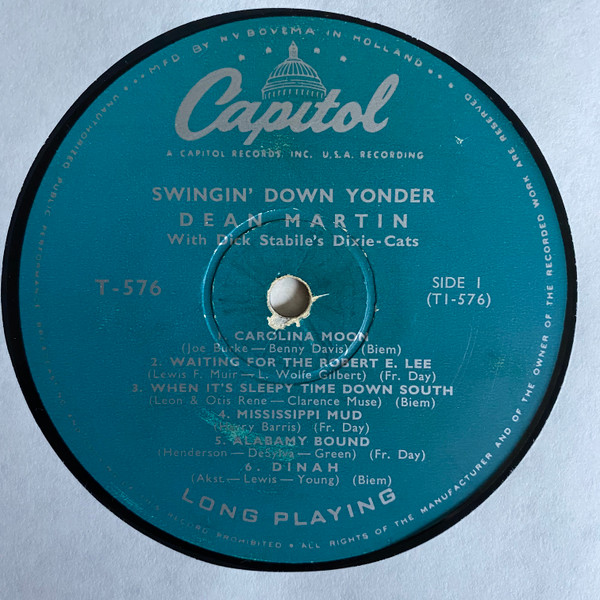 MFD BY N.V. BOVEMA IN HOLLAND
Capitol
A CAPITOL RECORDS, INC. U.S.A. RECORDING
SWINGIN' DOWN YONDER
DEAN MARTIN
With Dick Stabile's Dixie-Cats
T-576
SIDE 1
(T1-576)
CAROLINA MOON
(Joe Burke—Benny Davis) (Biem)
2. WAITING FOR THE ROBERT E. LEE
(Lewis F. Muir—L. Wolfe Gilbert) (Fr. Day)
3. WHEN IT'S SLEEPY TIME DOWN SOUTH
(Leon & Otis Rene—Clarence Muse) (Biem)
4. MISSISSIPPI MUD
Barris) (Fr. Day)
5. ALABAMY BOUND
(Henderson—DeSylva—Green) (Fr. Day)
6. DINAH
(Akst—Lewis—Young) (Biem)
LONG PLAYING
ALL RIGHTS OF THE MANUFACTURER AND OF THE OWNER OF THE RECORDED WORK ARE RESERVED
UNAUTHORIZED PUBLIC RECORD PROHIBITED